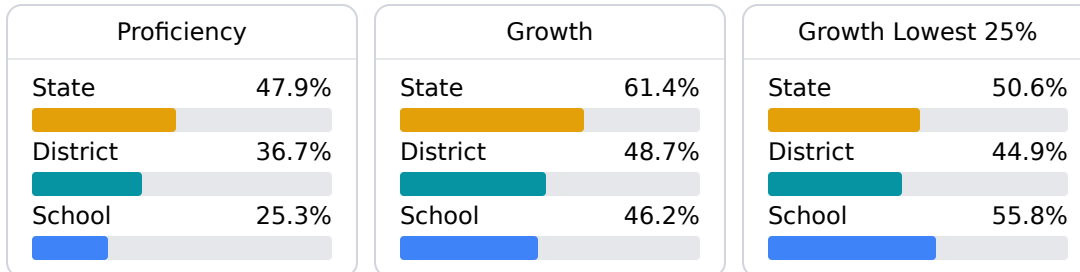 Proficiency
State 47.9%
District 36.7%
School 25.3%
Growth
State 61.4%
District 48.7%
School 46.2%
Growth Lowest 25%
State 50.6%
District 44.9%
School 55.8%